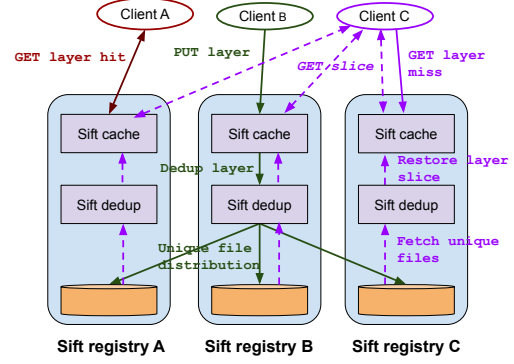 Client A
Client B
Client C
GET layer hit
PUT layer
GET slice
GET layer
miss
Sift cache
Sift cache
Sift cache
Dedup layer
Restore layer
slice
Sift dedup
Sift dedup
Sift dedup
Unique file
distribution
Fetch unique
files
Sift registry A
Sift registry B
Sift registry C